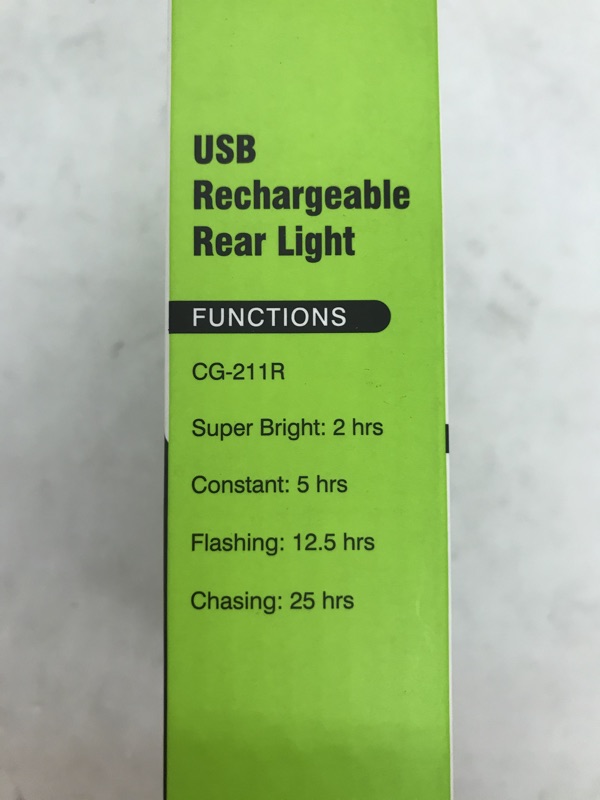 USB
Rechargeable
Rear Light
FUNCTIONS
CG-211R
Super Bright: 2 hrs
Constant: 5 hrs
Flashing: 12.5 hrs
Chasing: 25 hrs